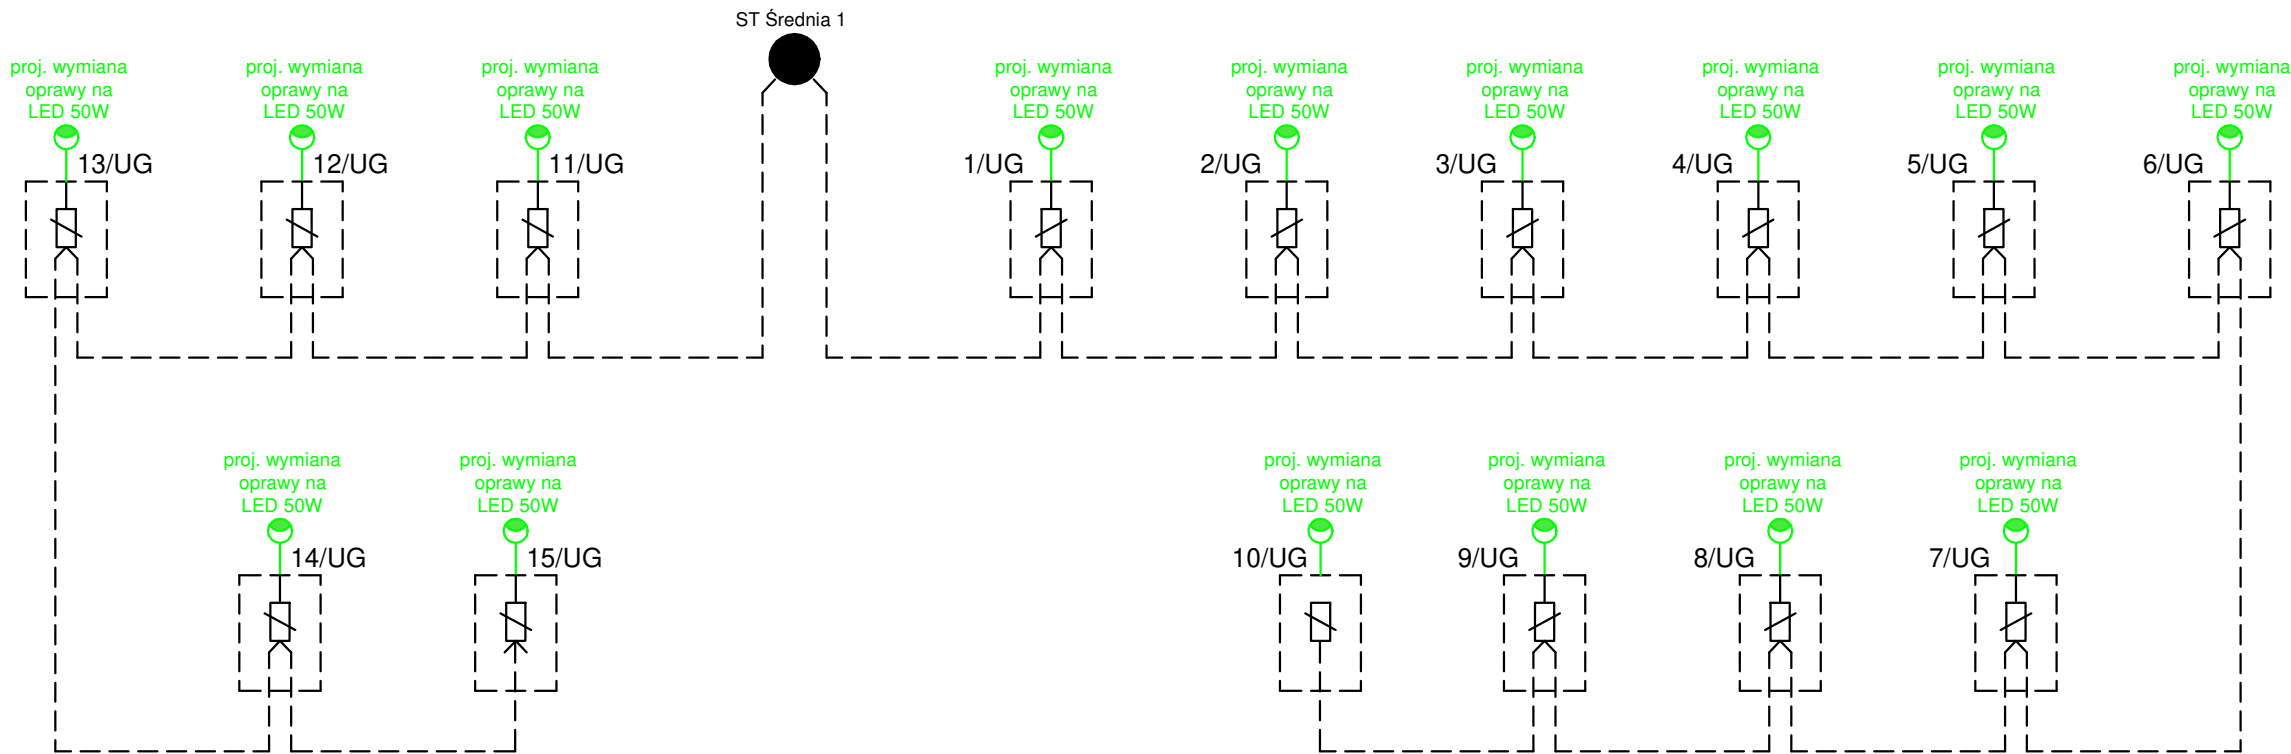 ST Średnia 1
proj. wymiana
oprawy na
LED 50W
13/UG
proj. wymiana
oprawy na
LED 50W
12/UG
proj. wymiana
oprawy na
LED 50W
11/UG
proj. wymiana
oprawy na
LED 50W
1/UG
proj. wymiana
oprawy na
LED 50W
2/UG
proj. wymiana
oprawy na
LED 50W
3/UG
proj. wymiana
oprawy na
LED 50W
4/UG
proj. wymiana
oprawy na
LED 50W
5/UG
proj. wymiana
oprawy na
LED 50W
6/UG
proj. wymiana
oprawy na
LED 50W
14/UG
proj. wymiana
oprawy na
LED 50W
15/UG
proj. wymiana
oprawy na
LED 50W
10/UG
proj. wymiana
oprawy na
LED 50W
9/UG
proj. wymiana
oprawy na
LED 50W
8/UG
proj. wymiana
oprawy na
LED 50W
7/UG